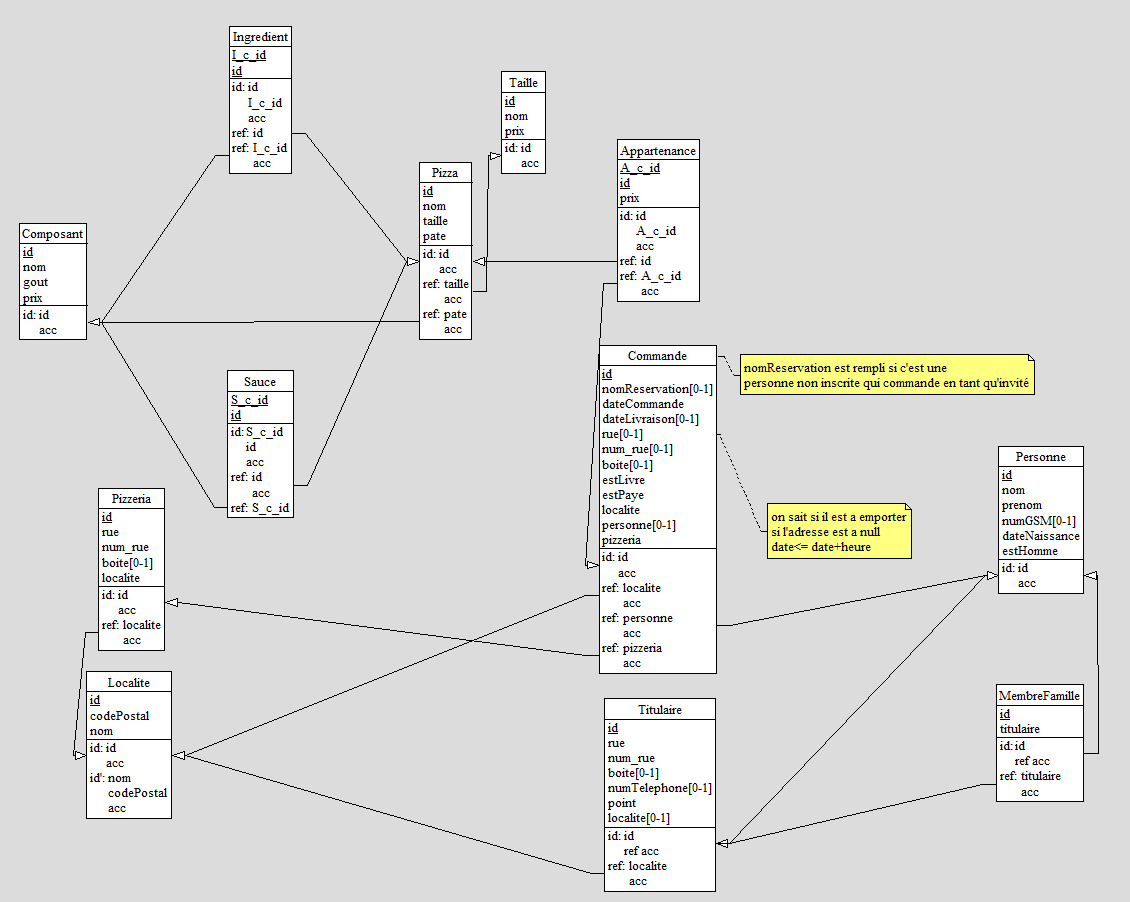 Ingredient
I_c_id
id
id: id
I_c_id
acc
ref: id
ref: I_c_id
acc
Taille
id
nom
prix
id: id
acc
Appartenance
A_c_id
id
prix
id: id
A_c_id
acc
ref: id
ref: A_c_id
acc
Pizza
id
nom
taille
pate
id: id
acc
ref: taille
acc
ref: pate
acc
Composant
id
nom
gout
prix
id: id
acc
Sauce
S_c_id
id
id: S_c_id
id
acc
ref: id
acc
ref: S_c_id
Commande
id
nomReservation[0-1]
dateCommande
dateLivraison[0-1]
rue[0-1]
num_rue[0-1]
boite[0-1]
estLivre
estPaye
localite
personne[0-1]
pizzeria
id: id
acc
ref: localite
acc
ref: personne
acc
ref: pizzeria
acc
nomReservation est rempli si c'est une
personne non inscrite qui commande en tant qu'invité
on sait si il est a emporter
si l'adresse est a null
date<= date+heure
Personne
id
nom
prenom
numGSM[0-1]
dateNaissance
estHomme
id: id
acc
Pizzeria
id
rue
num_rue
boite[0-1]
localite
id: id
acc
ref: localite
acc
Localite
id
codePostal
nom
id: id
acc
id': nom
codePostal
acc
Titulaire
id
rue
num_rue
boite[0-1]
numTelephone[0-1]
point
localite[0-1]
id: id
ref acc
ref: localite
acc
MembreFamille
id
titulaire
id: id
ref acc
ref: titulaire
acc